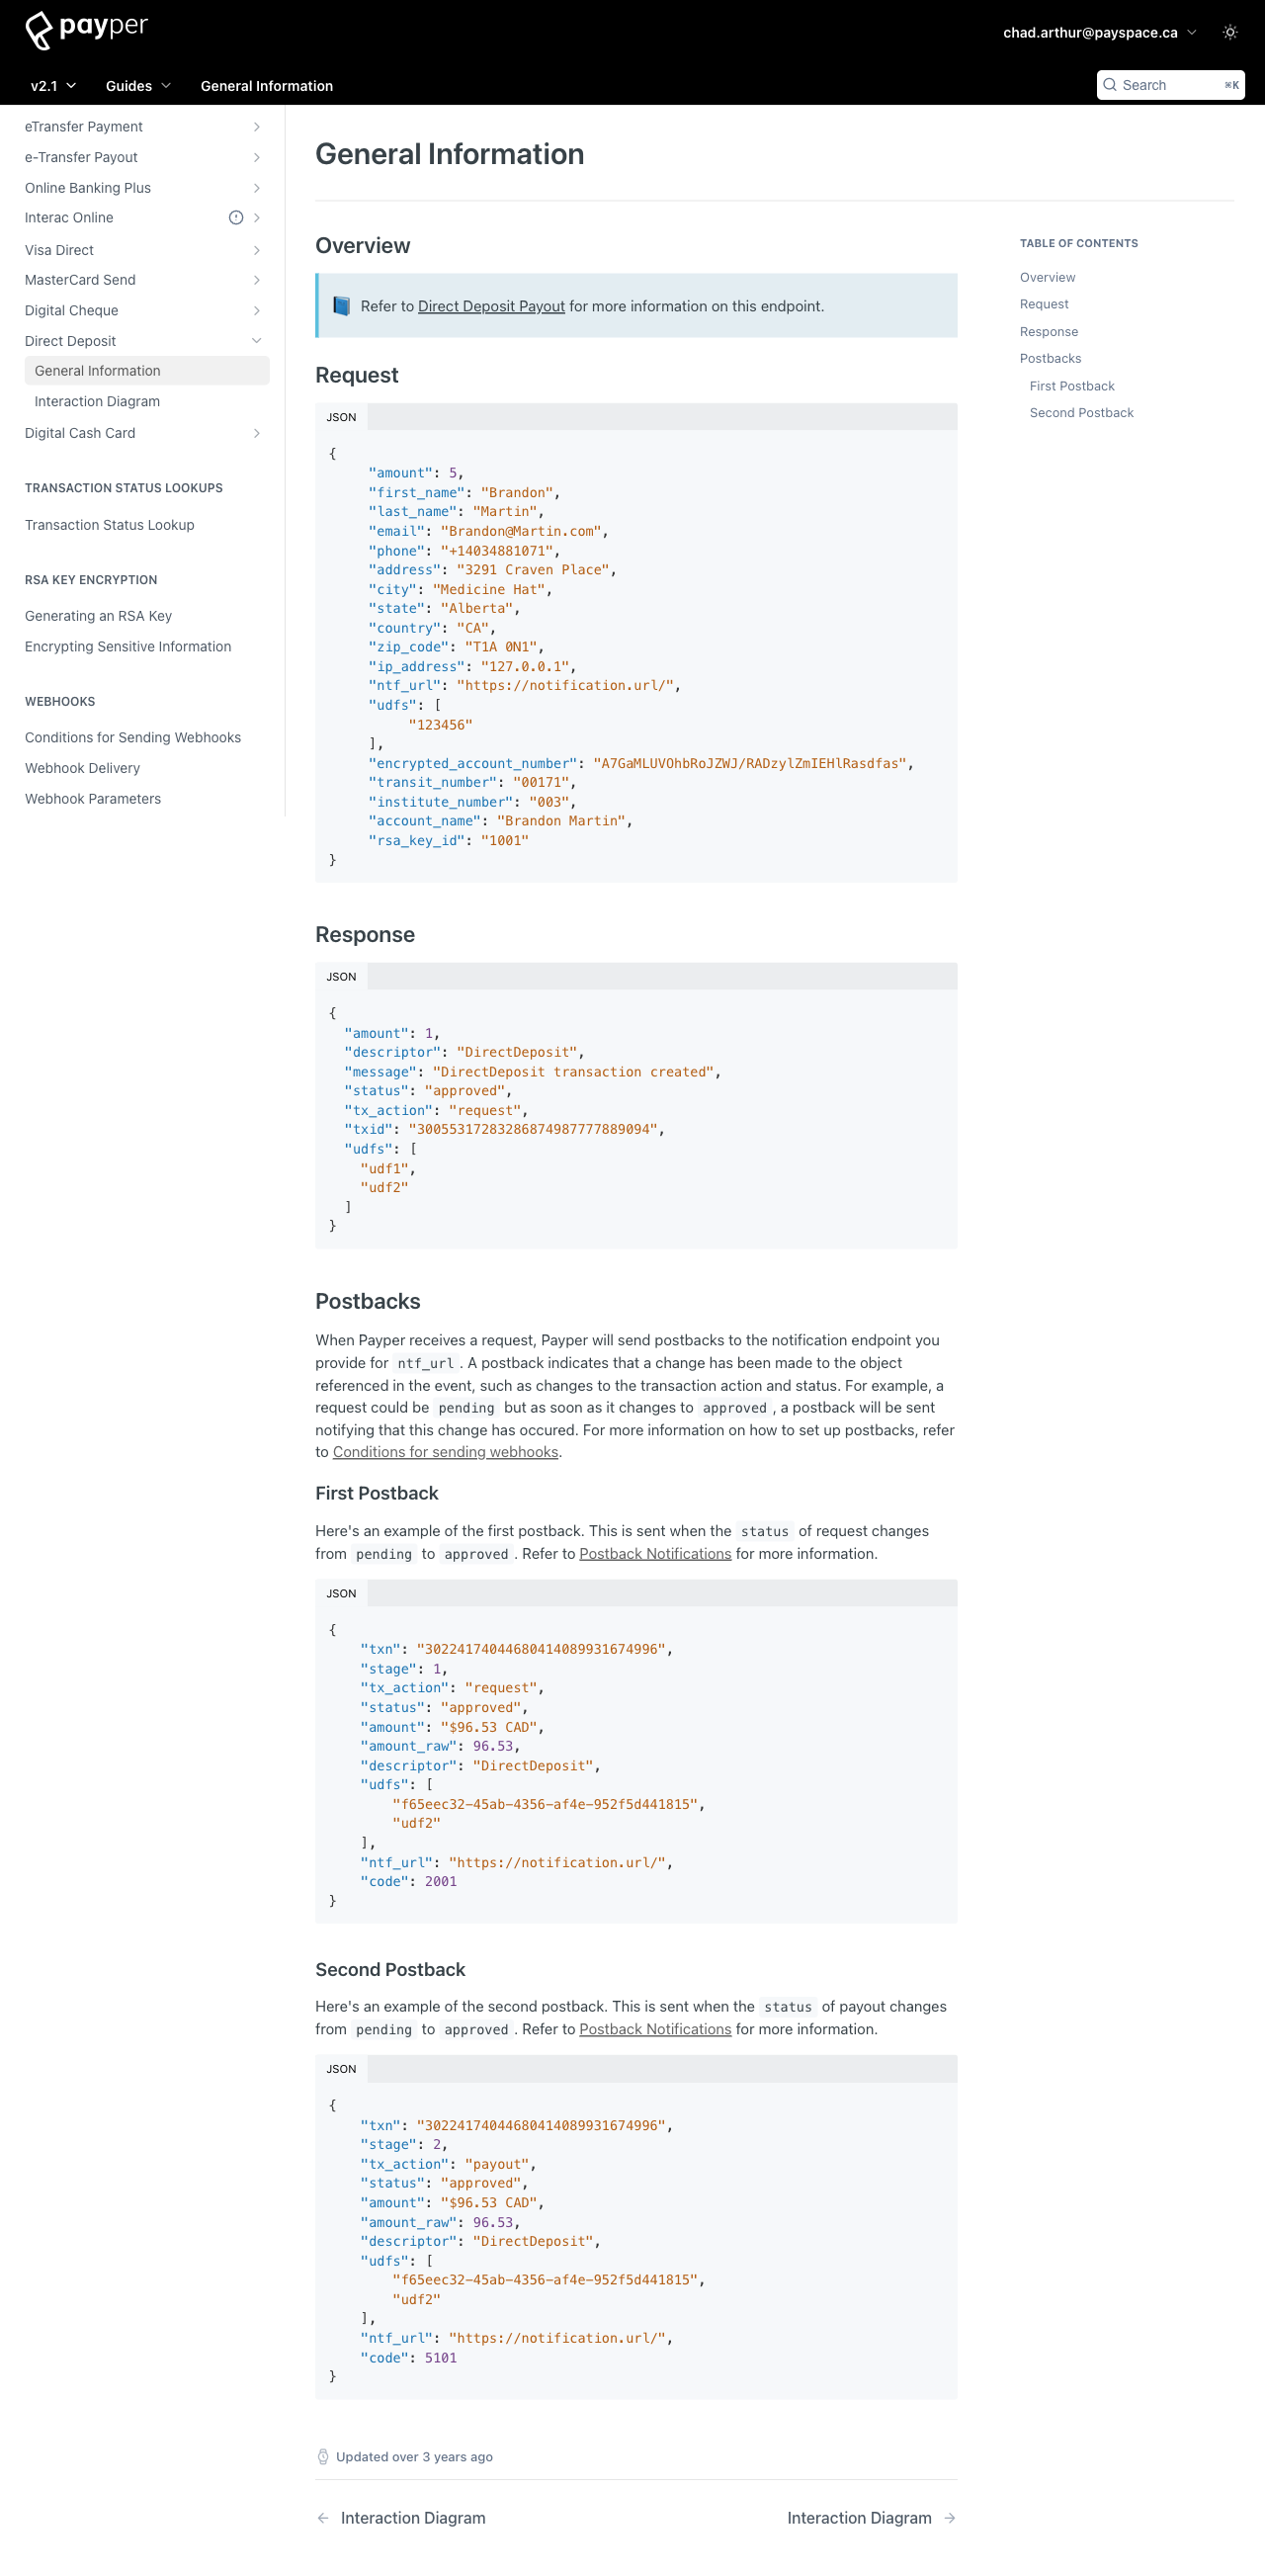 payper
chad.arthur@payspace.ca
v2.1
Guides
General Information
Search
⌘K
eTransfer Payment
e-Transfer Payout
Online Banking Plus
Interac Online
Visa Direct
MasterCard Send
Digital Cheque
Direct Deposit
General Information
Interaction Diagram
Digital Cash Card
TRANSACTION STATUS LOOKUPS
Transaction Status Lookup
RSA KEY ENCRYPTION
Generating an RSA Key
Encrypting Sensitive Information
WEBHOOKS
Conditions for Sending Webhooks
Webhook Delivery
Webhook Parameters
General Information
Overview
Refer to Direct Deposit Payout for more information on this endpoint.
Request
JSON
{
"amount": 5,
"first_name": "Brandon",
"last_name": "Martin",
"email": "Brandon@Martin.com",
"phone": "+14034881071",
"address": "3291 Craven Place",
"city": "Medicine Hat",
"state": "Alberta",
"country": "CA",
"zip_code": "T1A 0N1",
"ip_address": "127.0.0.1",
"ntf_url": "https://notification.url/",
"udfs": [
"123456"
],
"encrypted_account_number": "A7GaMLUVOhbRoJZWJ/RADzylZmIEHlRasdfas",
"transit_number": "00171",
"institute_number": "003",
"account_name": "Brandon Martin",
"rsa_key_id": "1001"
}
Response
JSON
{
"amount": 1,
"descriptor": "DirectDeposit",
"message": "DirectDeposit transaction created",
"status": "approved",
"tx_action": "request",
"txid": "30055317283286874987777889094",
"udfs": [
"udf1",
"udf2"
]
}
Postbacks
When Payper receives a request, Payper will send postbacks to the notification endpoint you
provide for ntf_url. A postback indicates that a change has been made to the object
referenced in the event, such as changes to the transaction action and status. For example, a
request could be pending but as soon as it changes to approved, a postback will be sent
notifying that this change has occured. For more information on how to set up postbacks, refer
to Conditions for sending webhooks.
First Postback
Here's an example of the first postback. This is sent when the status of request changes
from pending to approved. Refer to Postback Notifications for more information.
JSON
{
"txn": "30224174044680414089931674996",
"stage": 1,
"tx_action": "request",
"status": "approved",
"amount": "$96.53 CAD",
"amount_raw": 96.53,
"descriptor": "DirectDeposit",
"udfs": [
"f65eec32-45ab-4356-af4e-952f5d441815",
"udf2"
],
"ntf_url": "https://notification.url/",
"code": 2001
}
Second Postback
Here's an example of the second postback. This is sent when the status of payout changes
from pending to approved. Refer to Postback Notifications for more information.
JSON
{
"txn": "30224174044680414089931674996",
"stage": 2,
"tx_action": "payout",
"status": "approved",
"amount": "$96.53 CAD",
"amount_raw": 96.53,
"descriptor": "DirectDeposit",
"udfs": [
"f65eec32-45ab-4356-af4e-952f5d441815",
"udf2"
],
"ntf_url": "https://notification.url/",
"code": 5101
}
Updated over 3 years ago
← Interaction Diagram
Interaction Diagram →
TABLE OF CONTENTS
Overview
Request
Response
Postbacks
First Postback
Second Postback